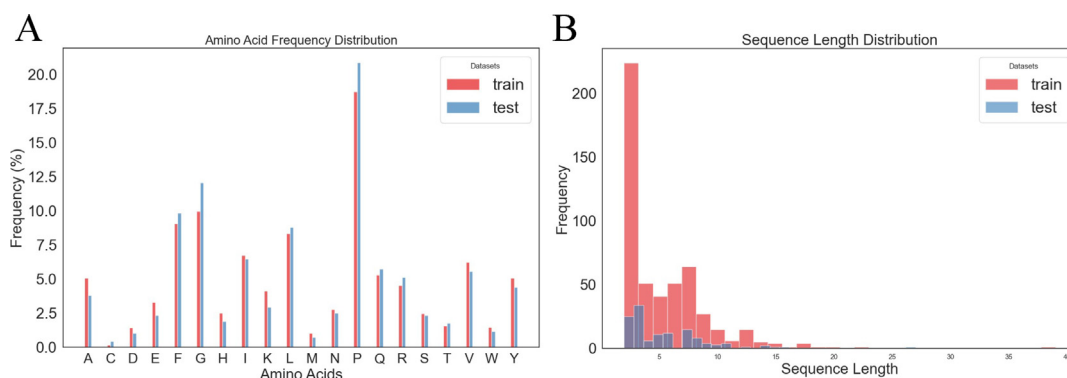 A
Amino Acid Frequency Distribution
Datasets
train
test
Frequency (%)
20.0
17.5
15.0
12.5
10.0
7.5
5.0
2.5
0.0
A C D E F G H I K L M N P Q R S T V W Y
Amino Acids
B
Sequence Length Distribution
Datasets
train
test
Frequency
200
150
100
50
0
5 10 15 20 25 30 35 40
Sequence Length